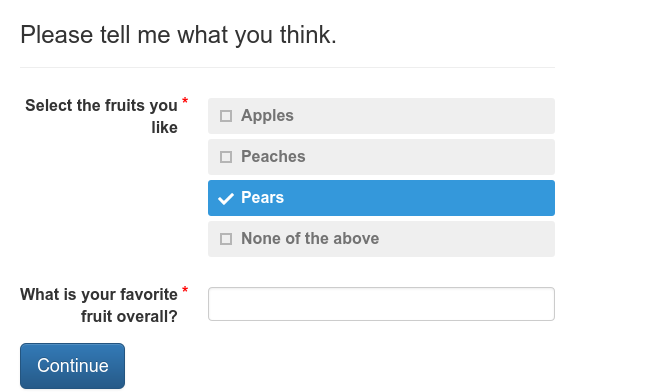 Please tell me what you think.
Select the fruits you *
like
Apples
Peaches
Pears
None of the above
What is your favorite *
fruit overall?
Continue